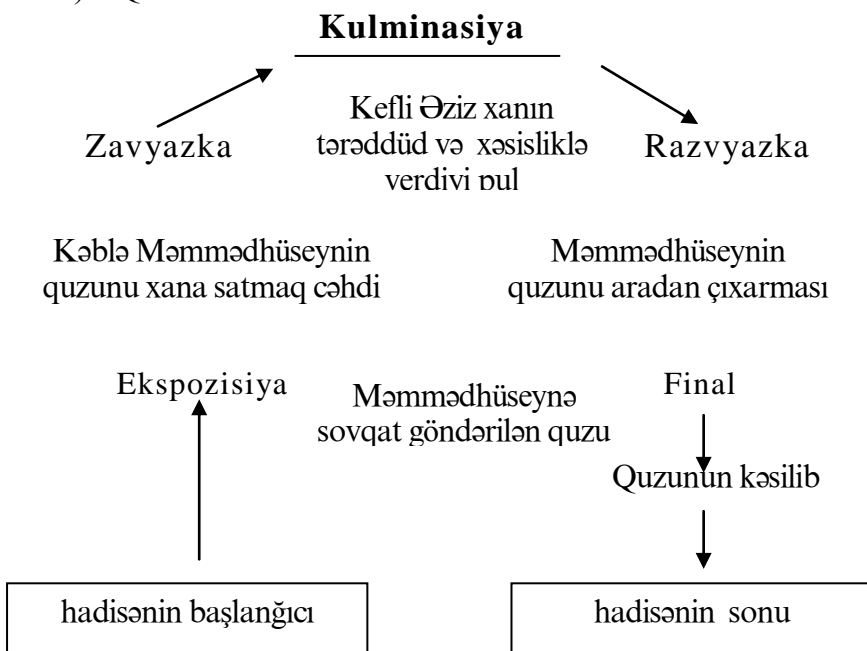 Kulminasiya
Kefli Əziz xanın
Zavyazka
tərəddüd və xəsisliklə
Razvyazka
verdiyi pul
Kəblə Məmmədhüseynin
quzunu xana satmaq cəhdi
Məmmədhüseynin
quzunu aradan çıxarması
Ekspozisiya
Məmmədhüseynə
sovqat göndərilən quzu
Final
Quzunun kəsilib
hadisənin başlanğıcı
hadisənin sonu